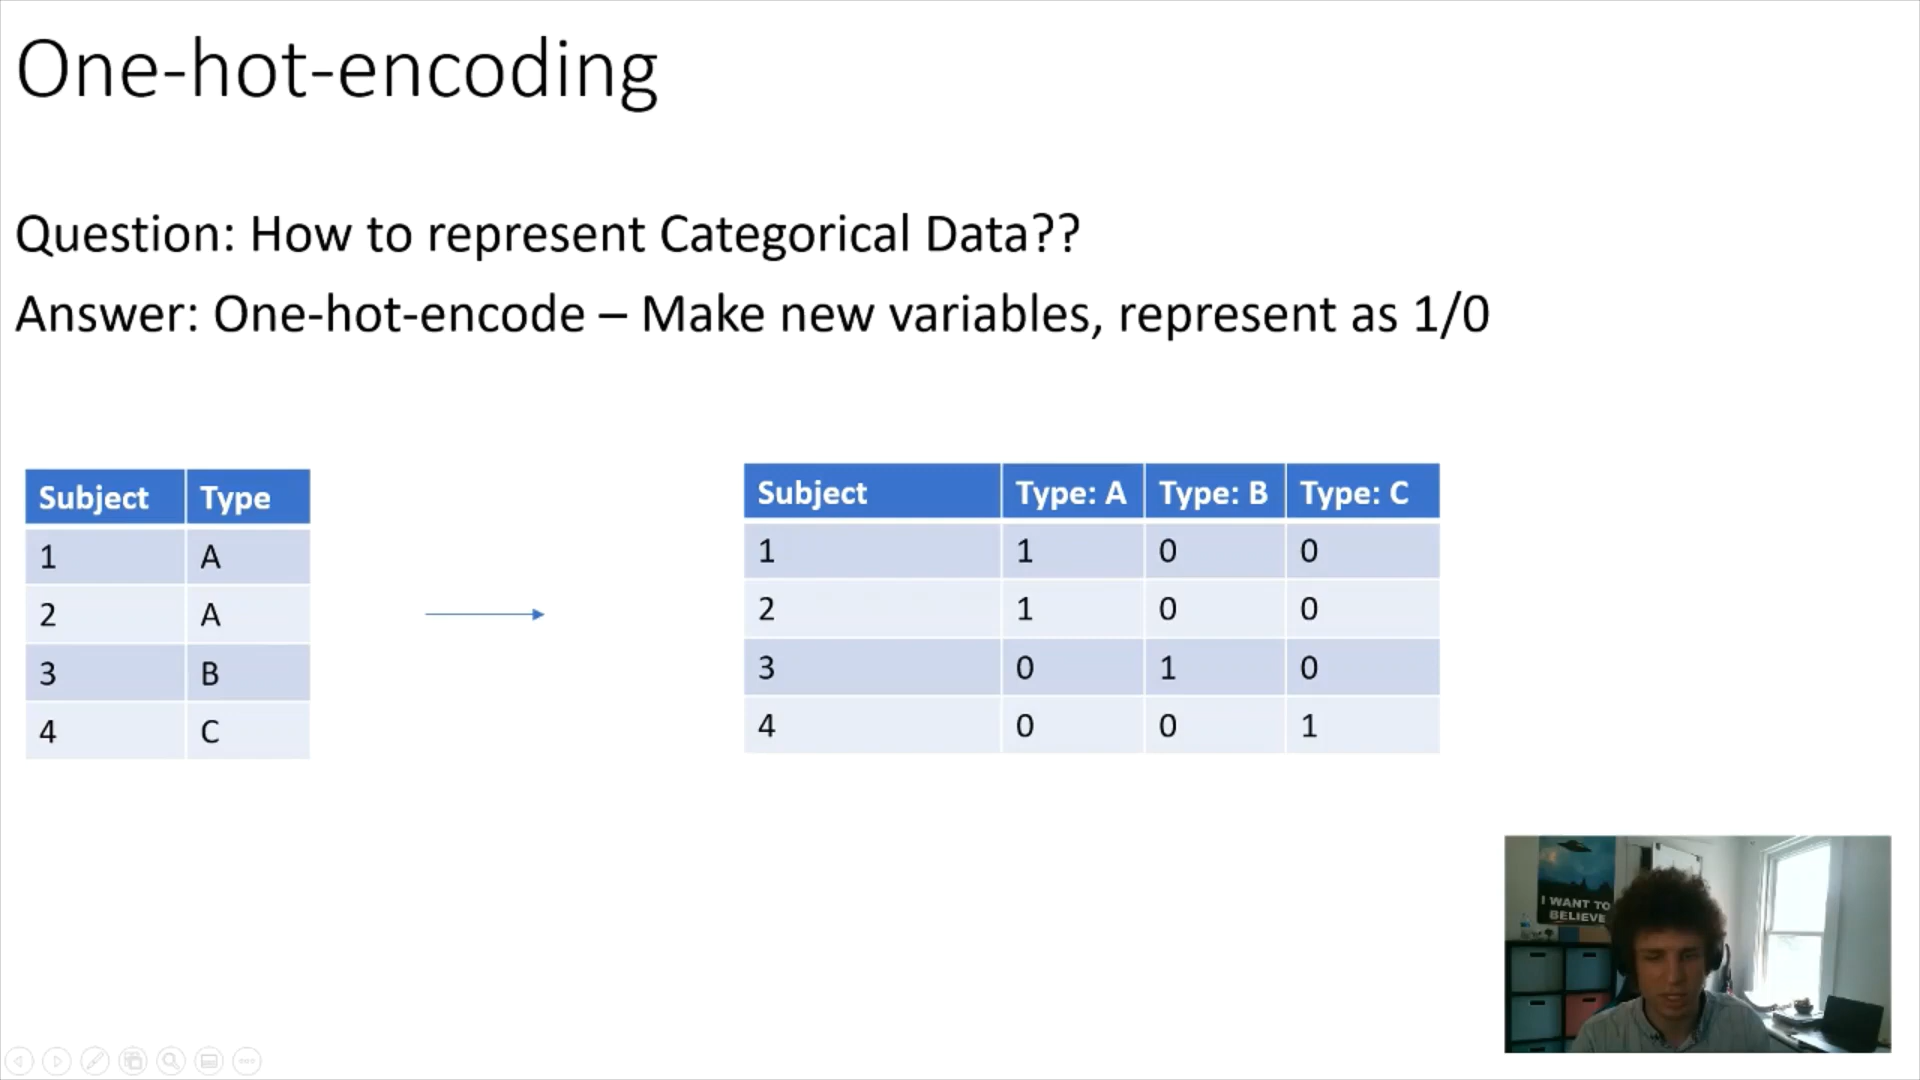 One-hot-encoding
Question: How to represent Categorical Data??
Answer: One-hot-encode – Make new variables, represent as 1/0
Subject Type
1 A
2 A
3 B
4 C
Subject Type: A Type: B Type: C
1 1 0 0
2 1 0 0
3 0 1 0
4 0 0 1
I WANT TO
BELIEVE